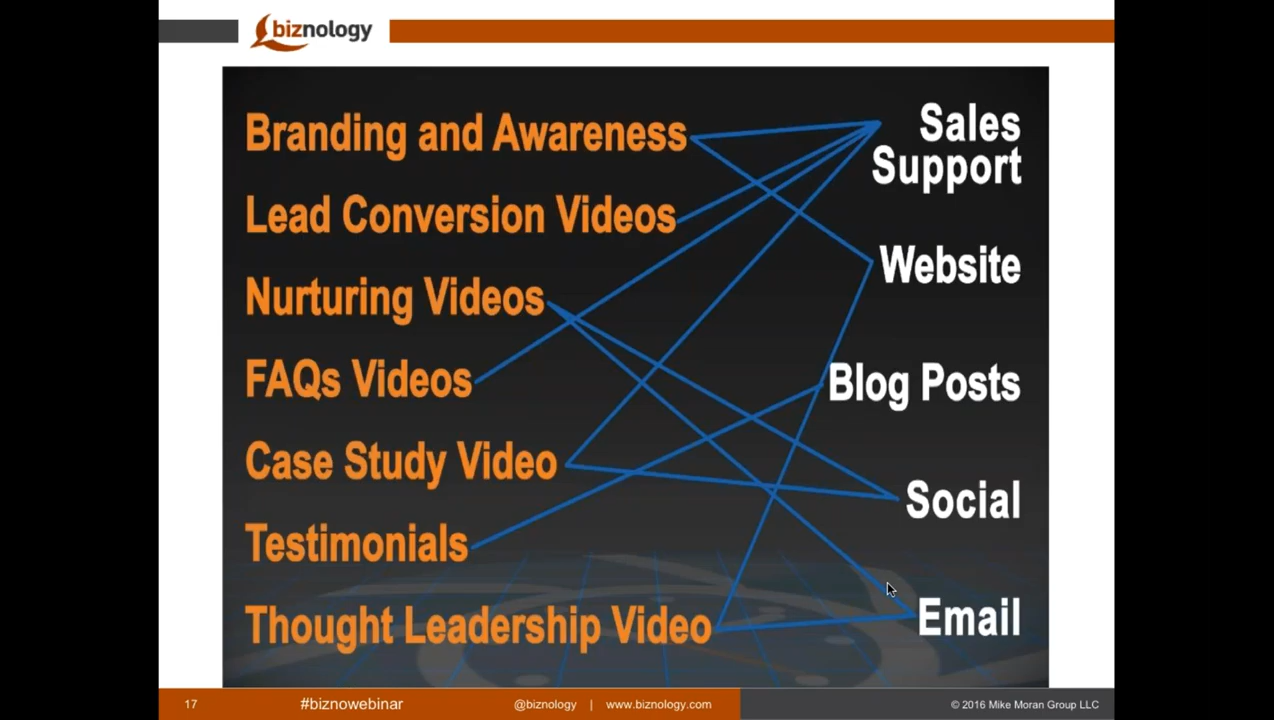 biznology
Branding and Awareness
Lead Conversion Videos
Nurturing Videos
FAQs Videos
Case Study Video
Testimonials
Thought Leadership Video
Sales
Support
Website
Blog Posts
Social
Email
17 #biznowebinar @biznology | www.biznology.com © 2016 Mike Moran Group LLC